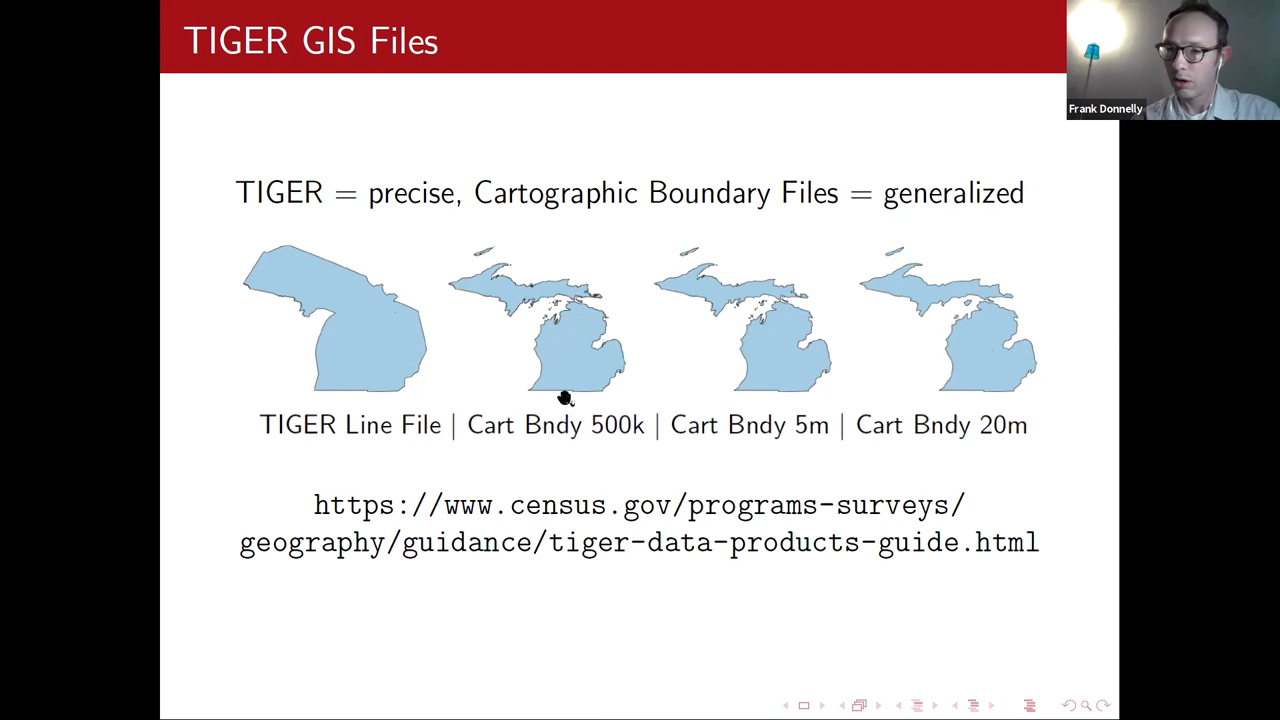 TIGER GIS Files
Frank Donnelly
TIGER = precise, Cartographic Boundary Files = generalized
TIGER Line File | Cart Bndy 500k | Cart Bndy 5m | Cart Bndy 20m
https://www.census.gov/programs-surveys/
geography/guidance/tiger-data-products-guide.html